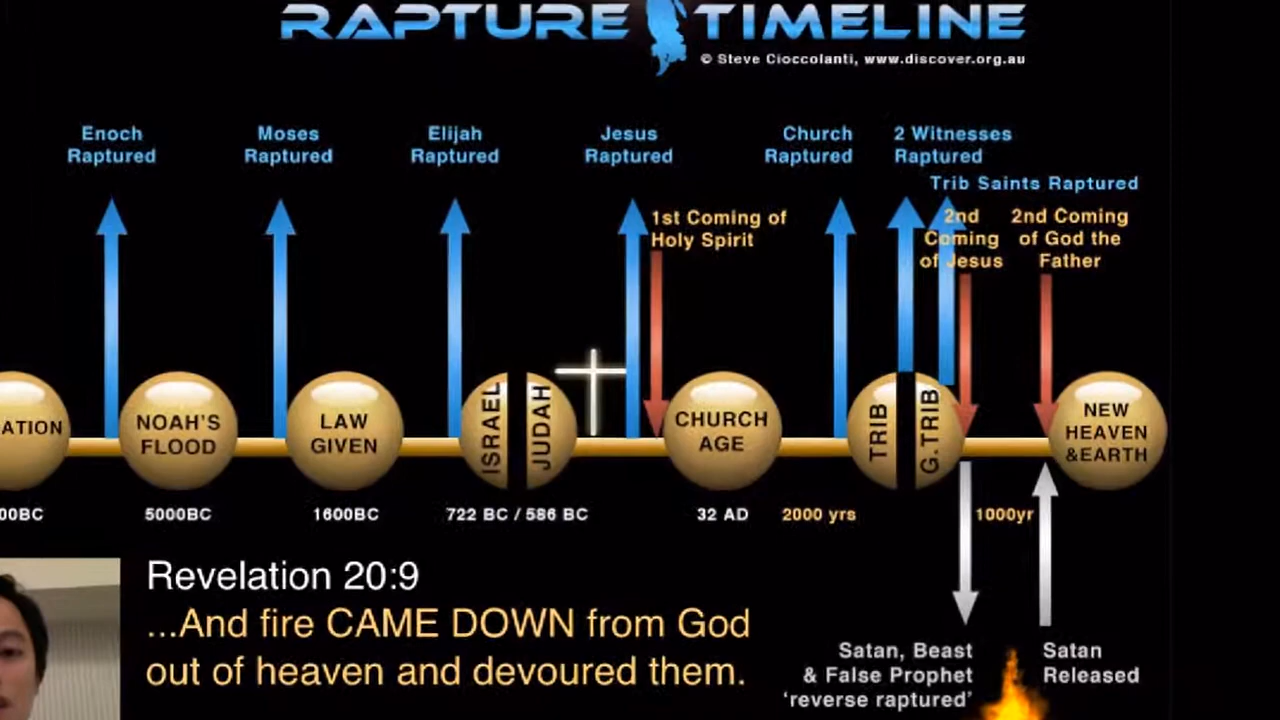 RAPTURE TIMELINE
© Steve Cioccolanti, www.discover.org.au
Enoch
Raptured
Moses
Raptured
Elijah
Raptured
Jesus
Raptured
Church
Raptured
2 Witnesses
Raptured
Trib Saints Raptured
1st Coming of
Holy Spirit
2nd
Coming
of Jesus
2nd Coming
of God the
Father
ATION
NOAH'S
FLOOD
LAW
GIVEN
ISRAEL
JUDAH
CHURCH
AGE
TRIB
G.TRIB
NEW
HEAVEN
&EARTH
00BC
5000BC
1600BC
722 BC / 586 BC
32 AD
2000 yrs
1000yr
Revelation 20:9
...And fire CAME DOWN from God
out of heaven and devoured them.
Satan, Beast
& False Prophet
‘reverse raptured’
Satan
Released